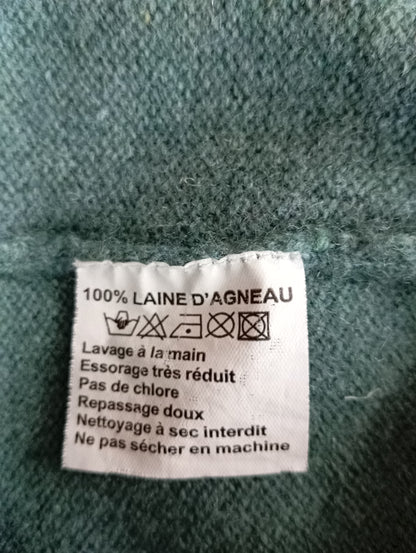 100% LAINE D'AGNEAU
Lavage à la main
Essorage très réduit
Pas de chlore
Repassage doux
Nettoyage à sec interdit
Ne pas sécher en machine